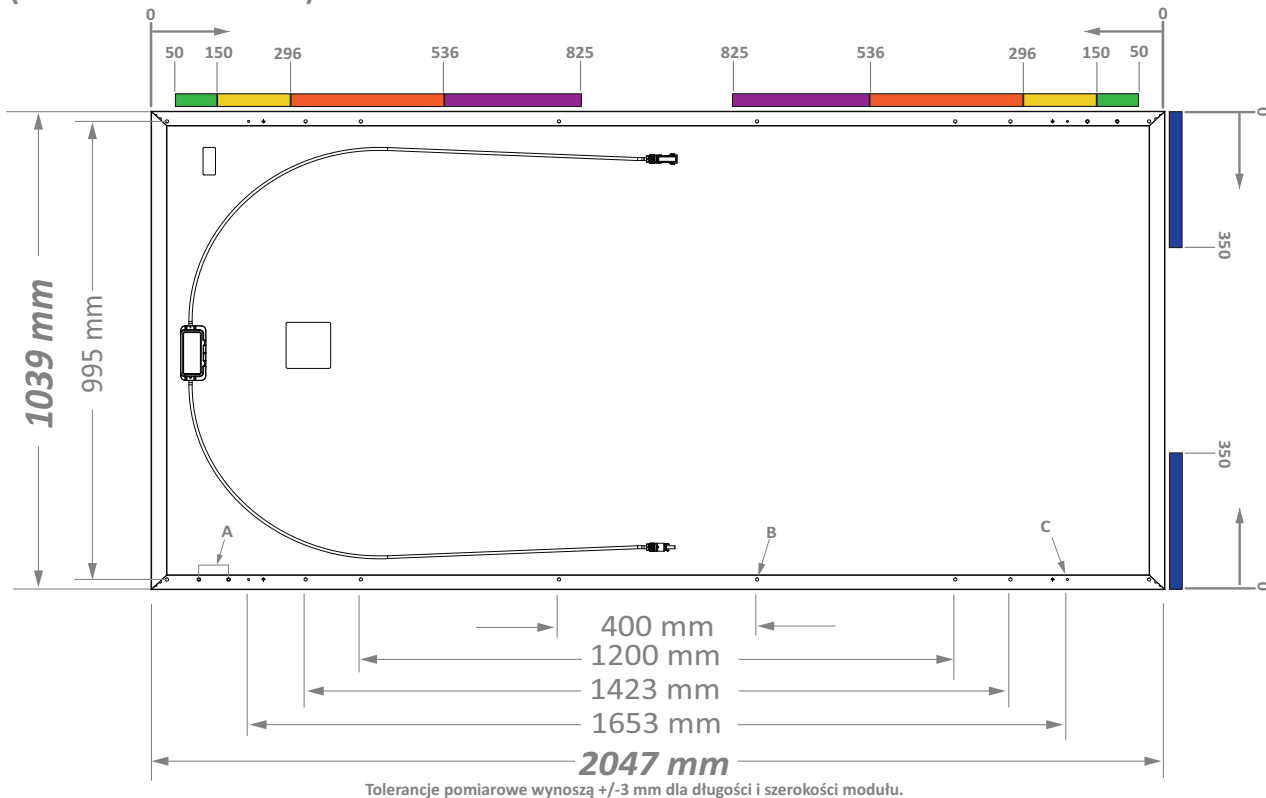 0 0
50 150 296 536 825 825 536 296 150 50
0
350
1039 mm
995 mm
350
A B C
0
400 mm
1200 mm
1423 mm
1653 mm
2047 mm
Tolerancje pomiarowe wynoszą +/-3 mm dla długości i szerokości modułu.